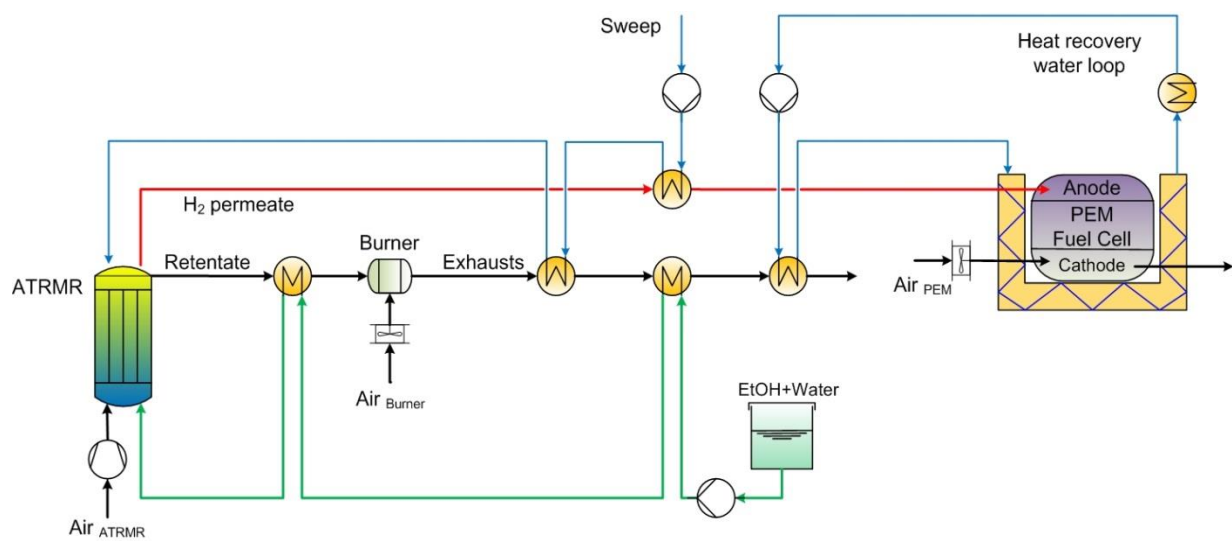 Sweep
Heat recovery
water loop
H₂ permeate
Anode
PEM
Fuel Cell
Cathode
Air PEM
Burner
Retentate
Exhausts
ATRMR
Air Burner
EtOH+Water
Air ATRMR